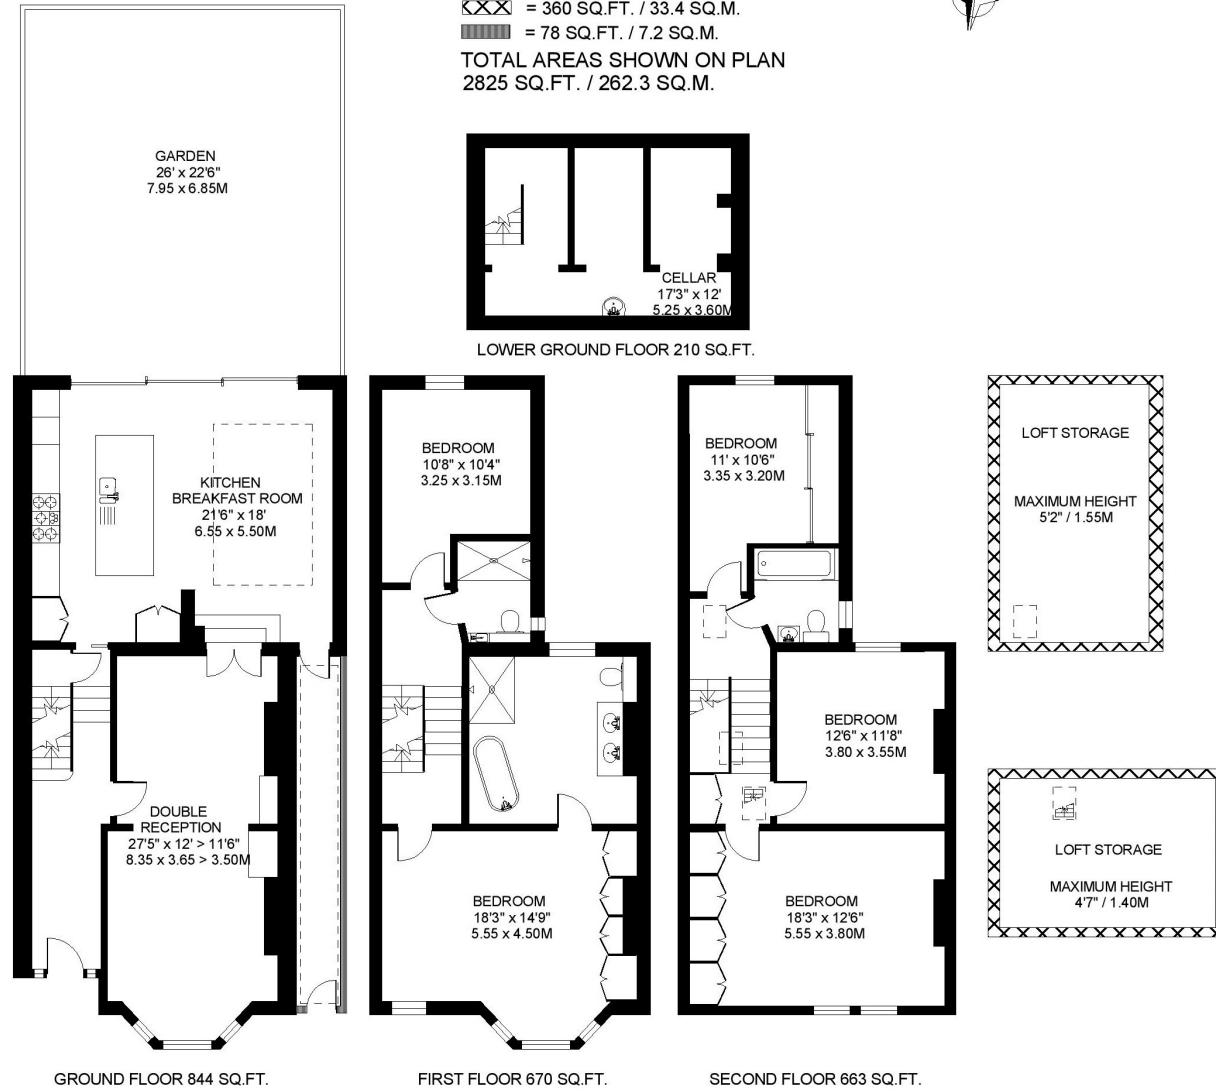 = 360 SQ.FT. / 33.4 SQ.M.
= 78 SQ.FT. / 7.2 SQ.M.
TOTAL AREAS SHOWN ON PLAN
2825 SQ.FT. / 262.3 SQ.M.
GARDEN
26' x 22'6"
7.95 x 6.85M
CELLAR
17'3" x 12'
5.25 x 3.60M
LOWER GROUND FLOOR 210 SQ.FT.
KITCHEN
BREAKFAST ROOM
21'6" x 18'
6.55 x 5.50M
DOUBLE
RECEPTION
27'5" x 12' > 11'6"
8.35 x 3.65 > 3.50M
GROUND FLOOR 844 SQ.FT.
BEDROOM
10'8" x 10'4"
3.25 x 3.15M
BEDROOM
18'3" x 14'9"
5.55 x 4.50M
FIRST FLOOR 670 SQ.FT.
BEDROOM
11' x 10'6"
3.35 x 3.20M
BEDROOM
12'6" x 11'8"
3.80 x 3.55M
BEDROOM
18'3" x 12'6"
5.55 x 3.80M
SECOND FLOOR 663 SQ.FT.
LOFT STORAGE
MAXIMUM HEIGHT
5'2" / 1.55M
LOFT STORAGE
MAXIMUM HEIGHT
4'7" / 1.40M